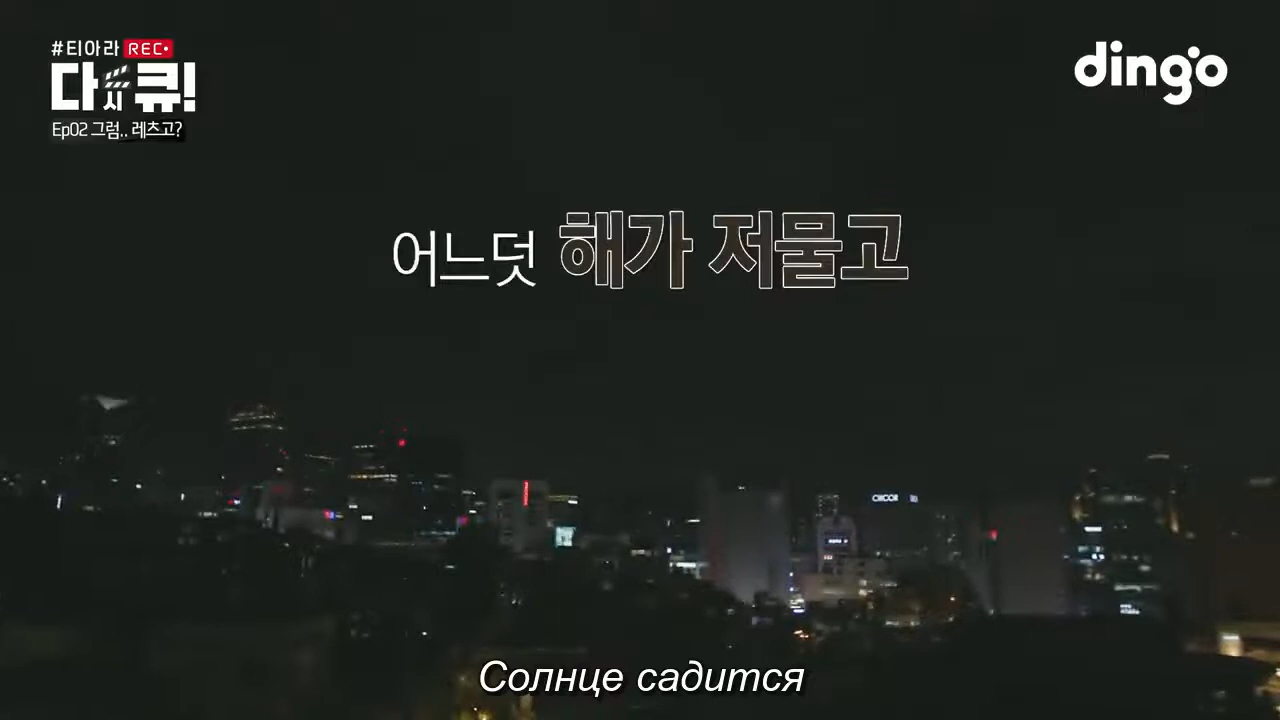 #티아라 REC•
다시큐!
Ep02 그럼.. 레츠고?
dingo
어느덧 해가 저물고
Солнце садится